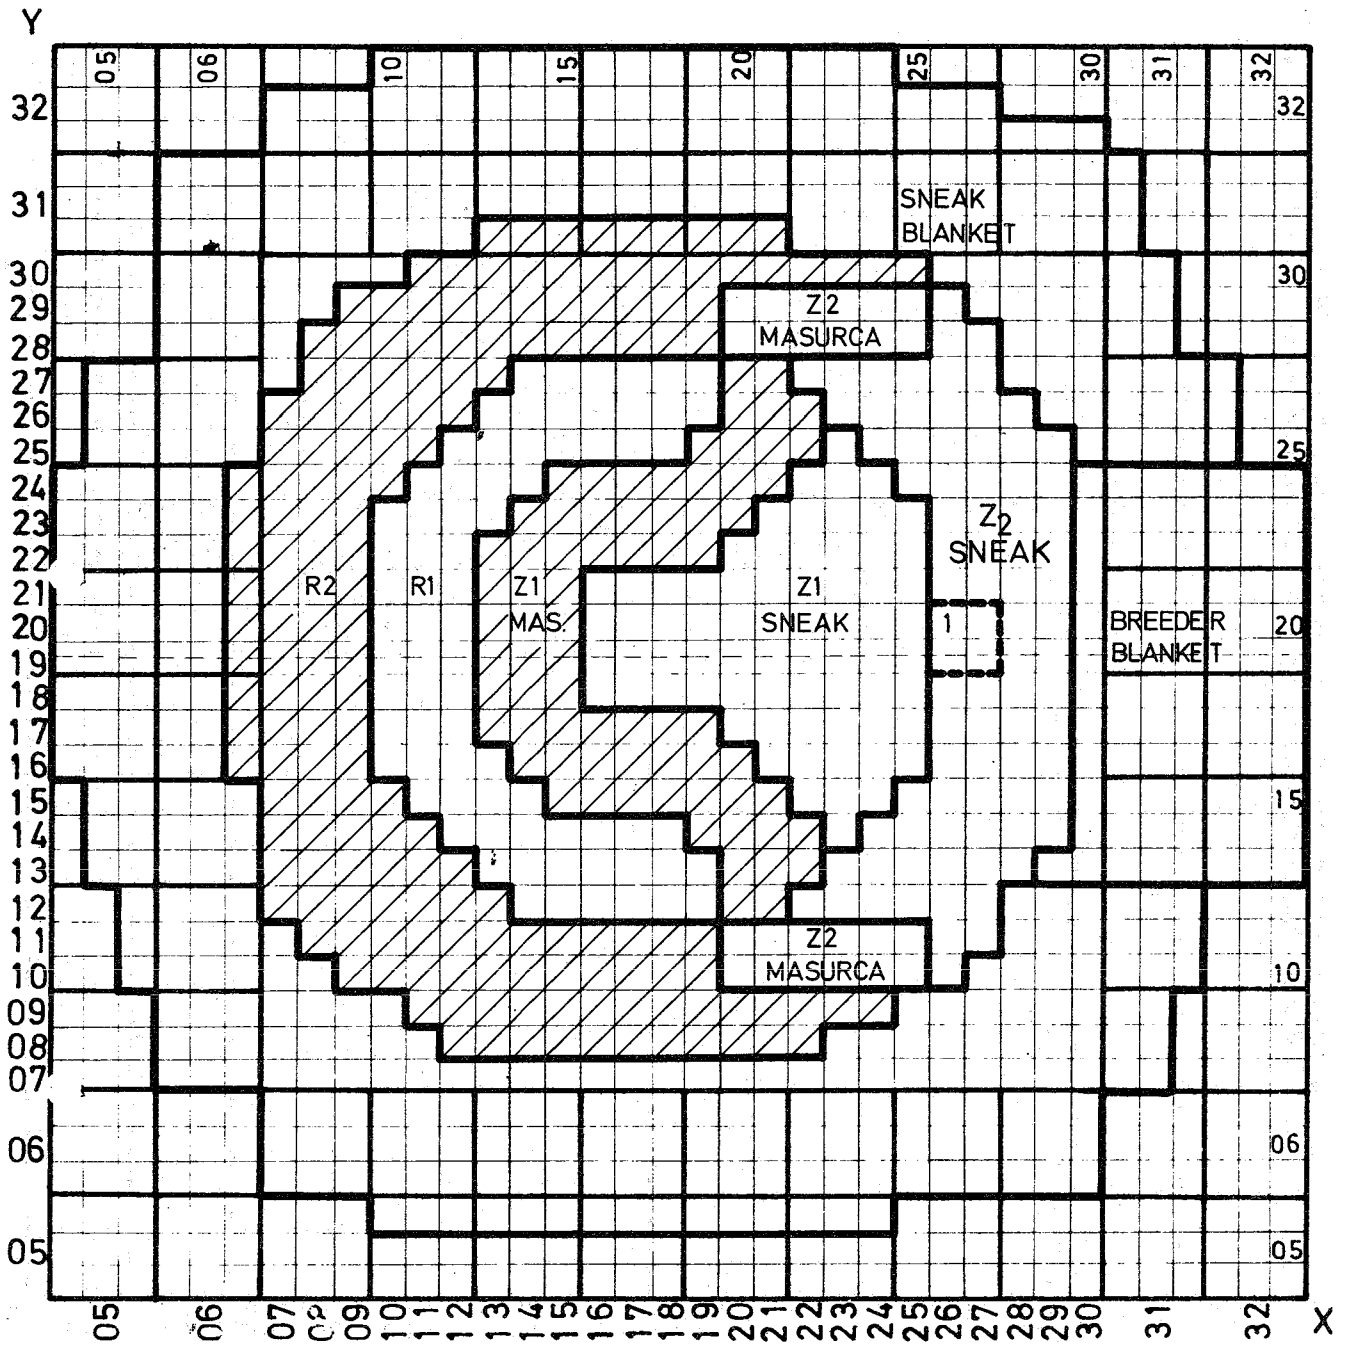 Y
05 06 10 15 20 25 30 31 32
32 32
31
SNEAK
BLANKET
30 30
29
Z2
MASURCA
28
27
26
25 25
24
23
Z2
SNEAK
22
21
R2 R1 Z1 Z1
20
MAS. SNEAK 1 BREEDER 20
BLANKET
19
18
17
16
15 15
14
13
12
11
Z2
MASURCA
10 10
09
08
07
06 06
05 05
05 06 07 09 10 11 12 13 14 15 16 17 18 19 20 21 22 23 24 25 26 27 28 29 30 31 32 X